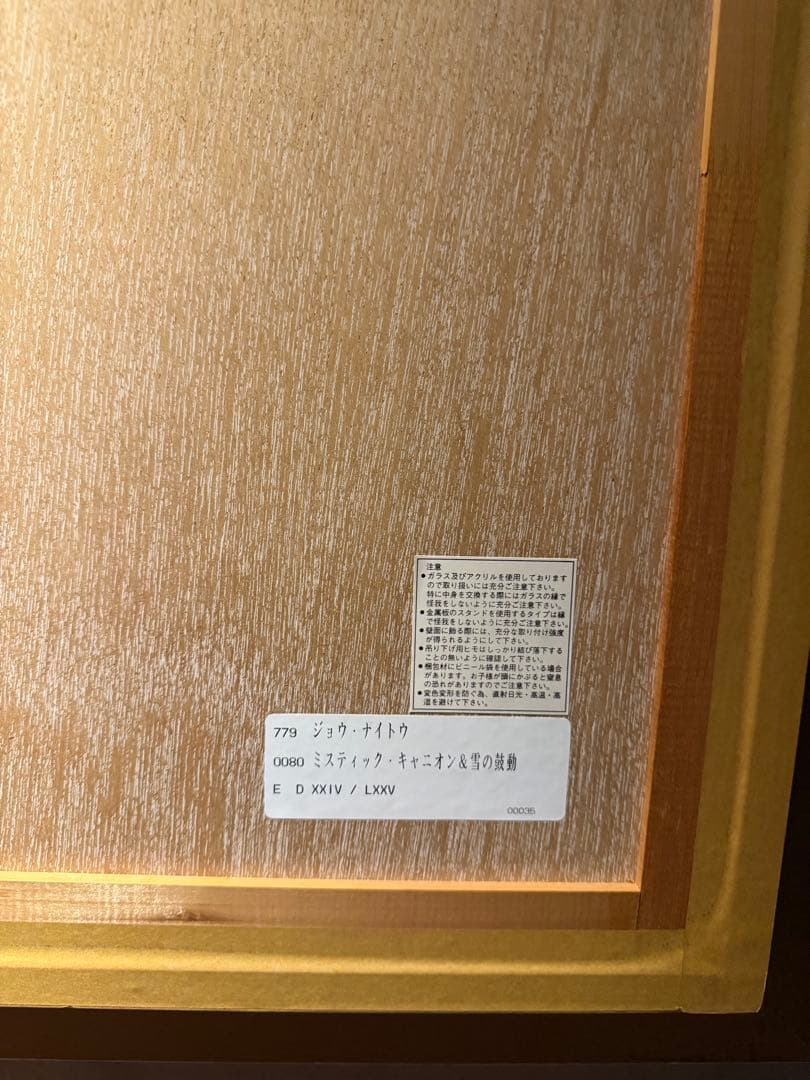 注意
●ガラス及びアクリルを使用しております
ので取り扱いには充分ご注意下さい。
特に中身を交換する際にはガラスの縁で
怪我をしないように充分ご注意下さい。
●金属板のスタンドを使用するタイプは縁
で怪我をしないように充分ご注意下さい。
●壁面に飾る際には、充分な取り付け強度
が得られるようにして下さい。
●吊り下げ用ヒモはしっかり結び落下する
ことの無いように確認して下さい。
●梱包材にビニール袋を使用している場合
があります。お子様が頭にかぶると窒息
の恐れがありますのでご注意下さい。
●変色変形を防ぐ為、直射日光・高温・高
湿を避けて下さい。
779 ジョウ・ナイトウ
0080 ミスティック・キャニオン&雪の鼓動
E D XXIV / LXXV
00035